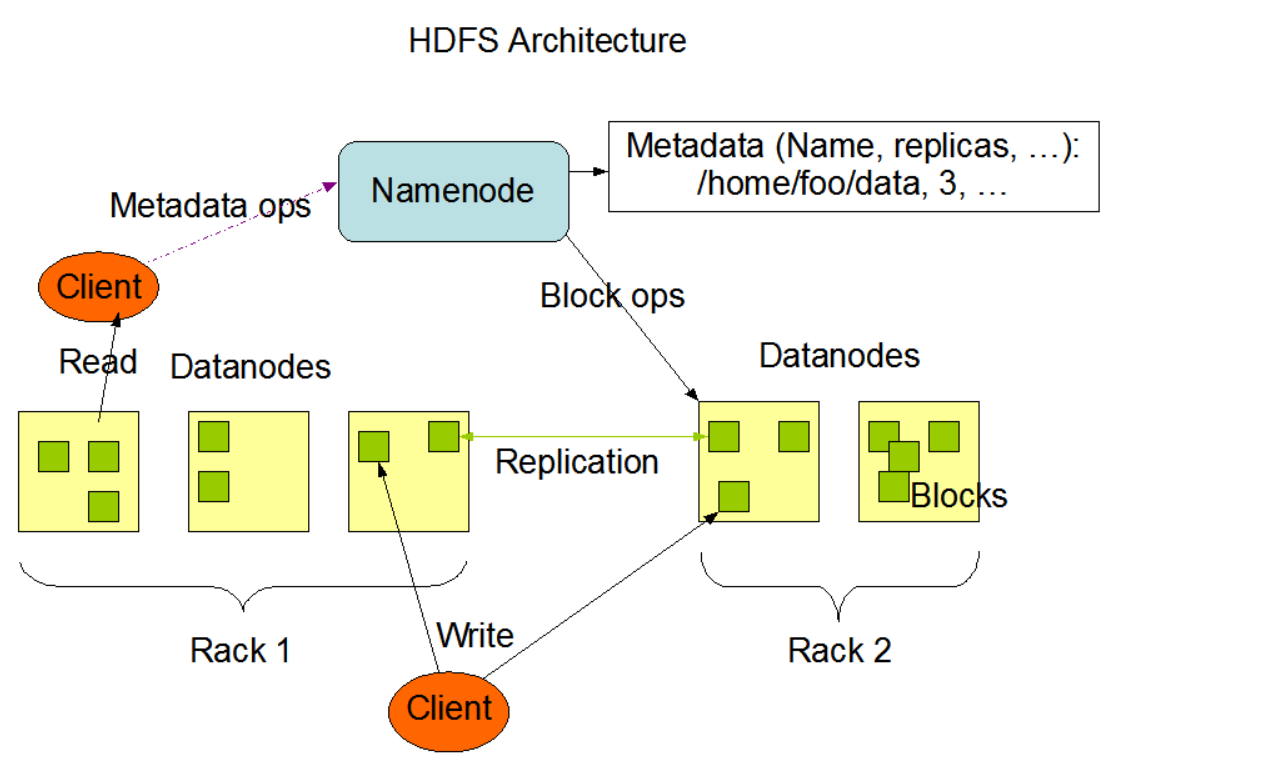 HDFS Architecture
Metadata (Name, replicas, …):
/home/foo/data, 3, …
Namenode
Metadata ops
Client
Block ops
Read
Datanodes
Datanodes
Replication
Blocks
Rack 1
Write
Rack 2
Client